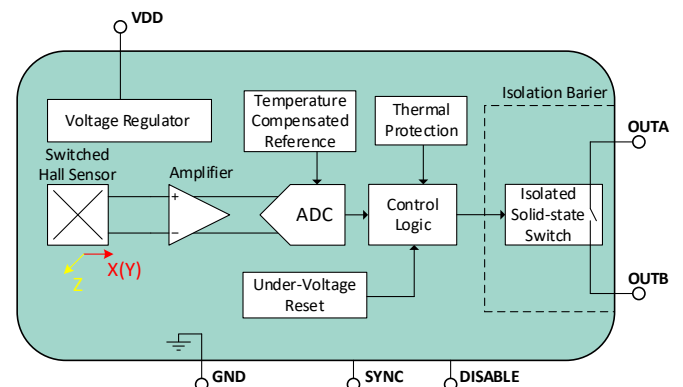 VDD
Isolation Barier
Voltage Regulator
Temperature
Compensated
Reference
Thermal
Protection
OUTA
Switched
Hall Sensor
Amplifier
+
−
ADC
Control
Logic
Isolated
Solid-state
Switch
X(Y)
Z
Under-Voltage
Reset
OUTB
GND
SYNC
DISABLE